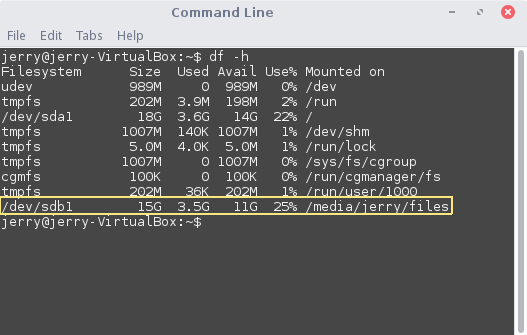 Command Line
File Edit Tabs Help
jerry@jerry-VirtualBox:~$ df -h
Filesystem Size Used Avail Use% Mounted on
udev 989M 0 989M 0% /dev
tmpfs 202M 3.9M 198M 2% /run
/dev/sda1 18G 3.6G 14G 22% /
tmpfs 1007M 140K 1007M 1% /dev/shm
tmpfs 5.0M 4.0K 5.0M 1% /run/lock
tmpfs 1007M 0 1007M 0% /sys/fs/cgroup
cgmfs 100K 0 100K 0% /run/cgmanager/fs
tmpfs 202M 36K 202M 1% /run/user/1000
/dev/sdb1 15G 3.5G 11G 25% /media/jerry/files
jerry@jerry-VirtualBox:~$